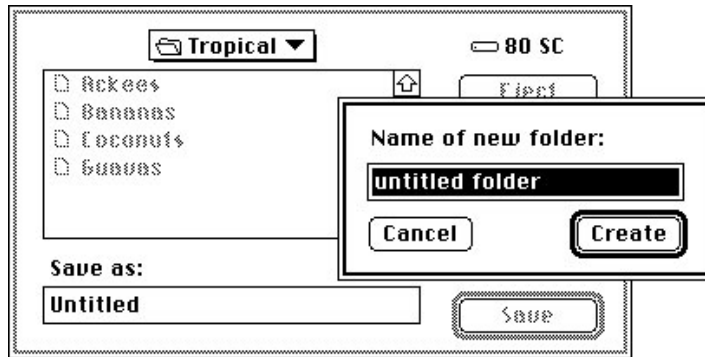 Tropical
80 SC
Ackees
Bananas
Coconuts
Guavas
Eject
Name of new folder:
untitled folder
Cancel
Create
Save as:
Untitled
Save